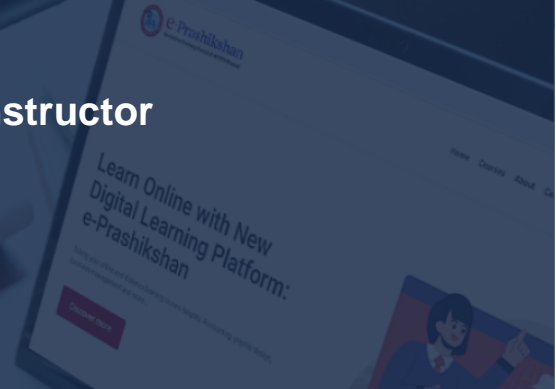 e-Prashikshan
structor
Home Courses About
Learn Online with New
Digital Learning Platform:
e-Prashikshan
Discover more